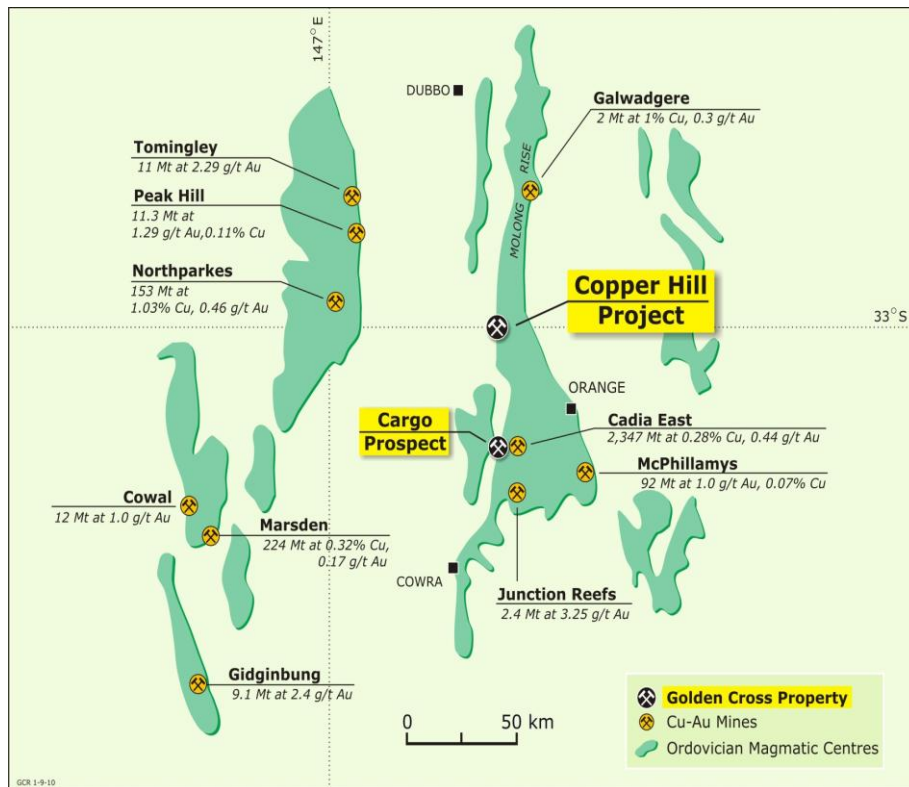 147°E
DUBBO
Galwadgere
2 Mt at 1% Cu, 0.3 g/t Au
Tomingley
11 Mt at 2.29 g/t Au
Peak Hill
11.3 Mt at
1.29 g/t Au,0.11% Cu
MOLONG RISE
Northparkes
153 Mt at
1.03% Cu, 0.46 g/t Au
Copper Hill
Project
33°S
ORANGE
Cargo
Prospect
Cadia East
2,347 Mt at 0.28% Cu, 0.44 g/t Au
McPhillamys
92 Mt at 1.0 g/t Au, 0.07% Cu
Cowal
12 Mt at 1.0 g/t Au
Marsden
224 Mt at 0.32% Cu,
0.17 g/t Au
COWRA
Junction Reefs
2.4 Mt at 3.25 g/t Au
Gidginbung
9.1 Mt at 2.4 g/t Au
0 50 km
Golden Cross Property
Cu-Au Mines
Ordovician Magmatic Centres
GCR 1-9-10